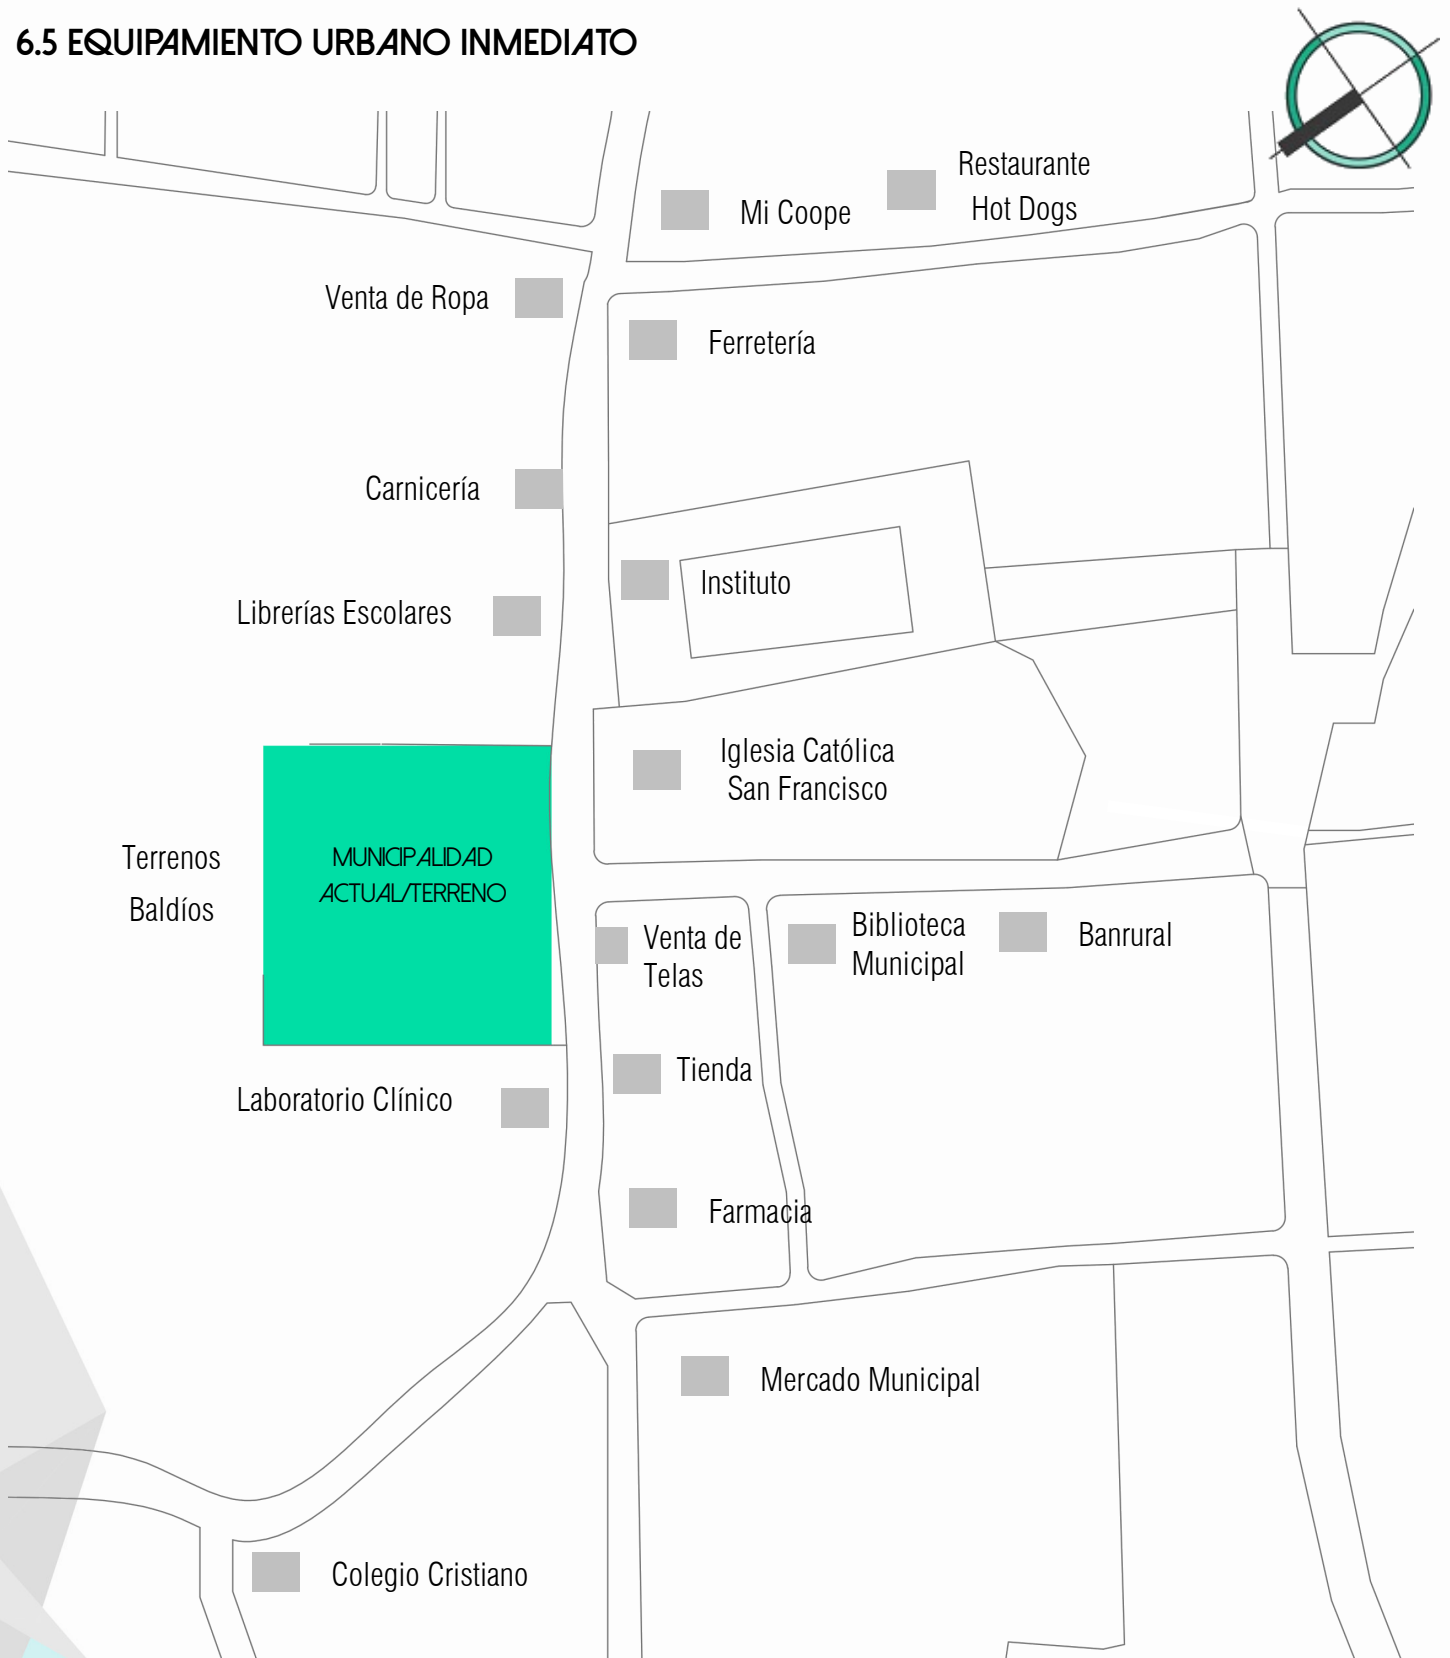 6.5 EQUIPAMIENTO URBANO INMEDIATO
Restaurante
Hot Dogs
Mi Coope
Venta de Ropa
Ferretería
Carnicería
Instituto
Librerías Escolares
Iglesia Católica
San Francisco
Terrenos
Baldíos
MUNICIPALIDAD
ACTUAL/TERRENO
Venta de
Telas
Biblioteca
Municipal
Banrural
Tienda
Laboratorio Clínico
Farmacia
Mercado Municipal
Colegio Cristiano